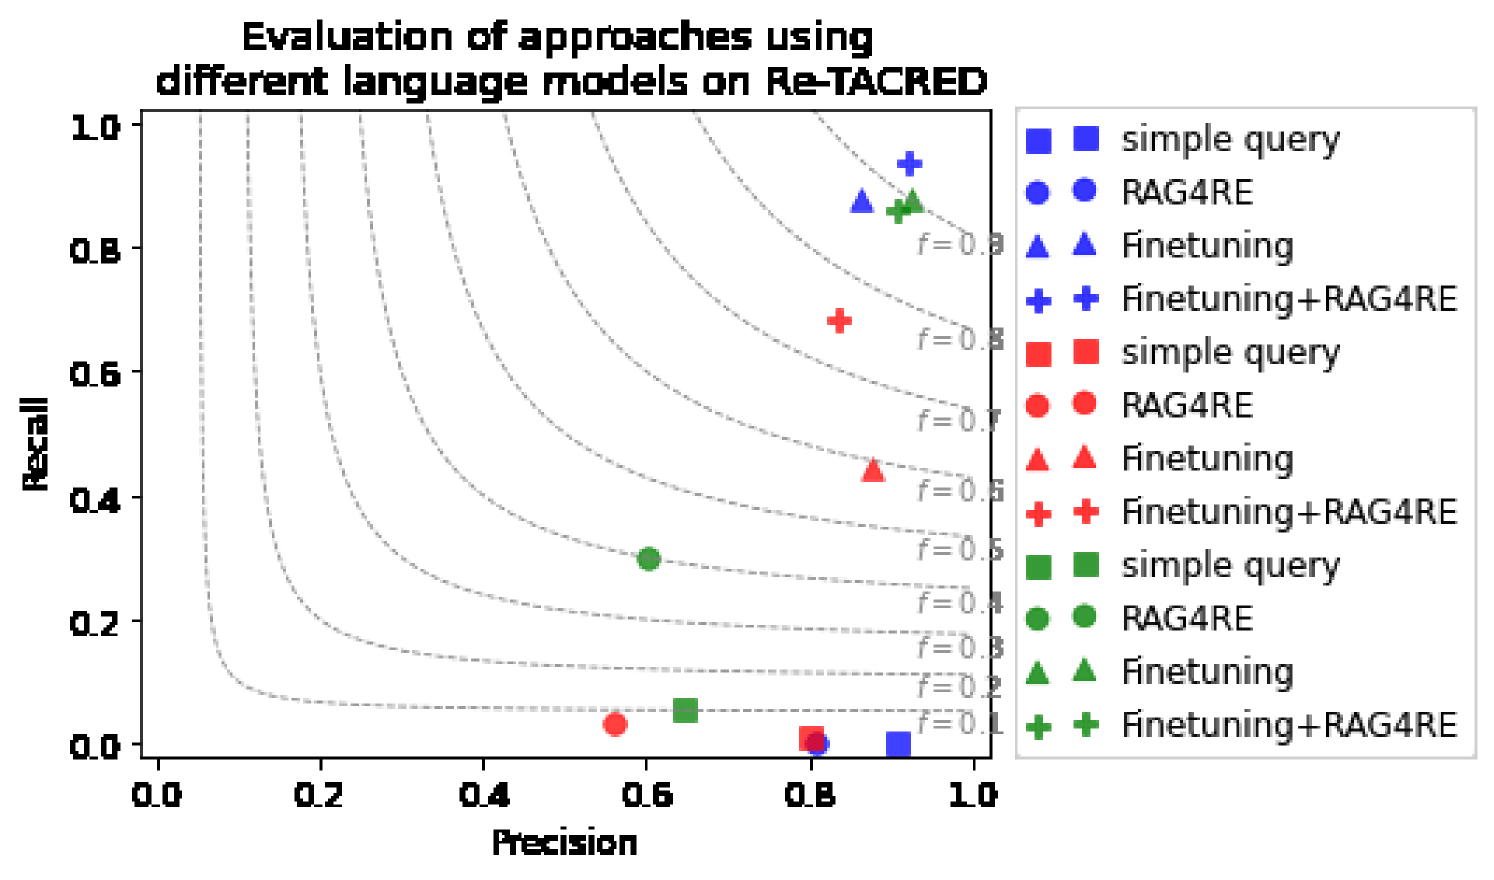 Evaluation of approaches using
different language models on Re-TACRED
1.0
0.8
0.6
0.4
0.2
0.0
Recall
f = 0.9
f = 0.8
f = 0.7
f = 0.6
f = 0.5
f = 0.4
f = 0.3
f = 0.2
f = 0.1
0.0 0.2 0.4 0.6 0.8 1.0
Precision
simple query
RAG4RE
Finetuning
Finetuning+RAG4RE
simple query
RAG4RE
Finetuning
Finetuning+RAG4RE
simple query
RAG4RE
Finetuning
Finetuning+RAG4RE